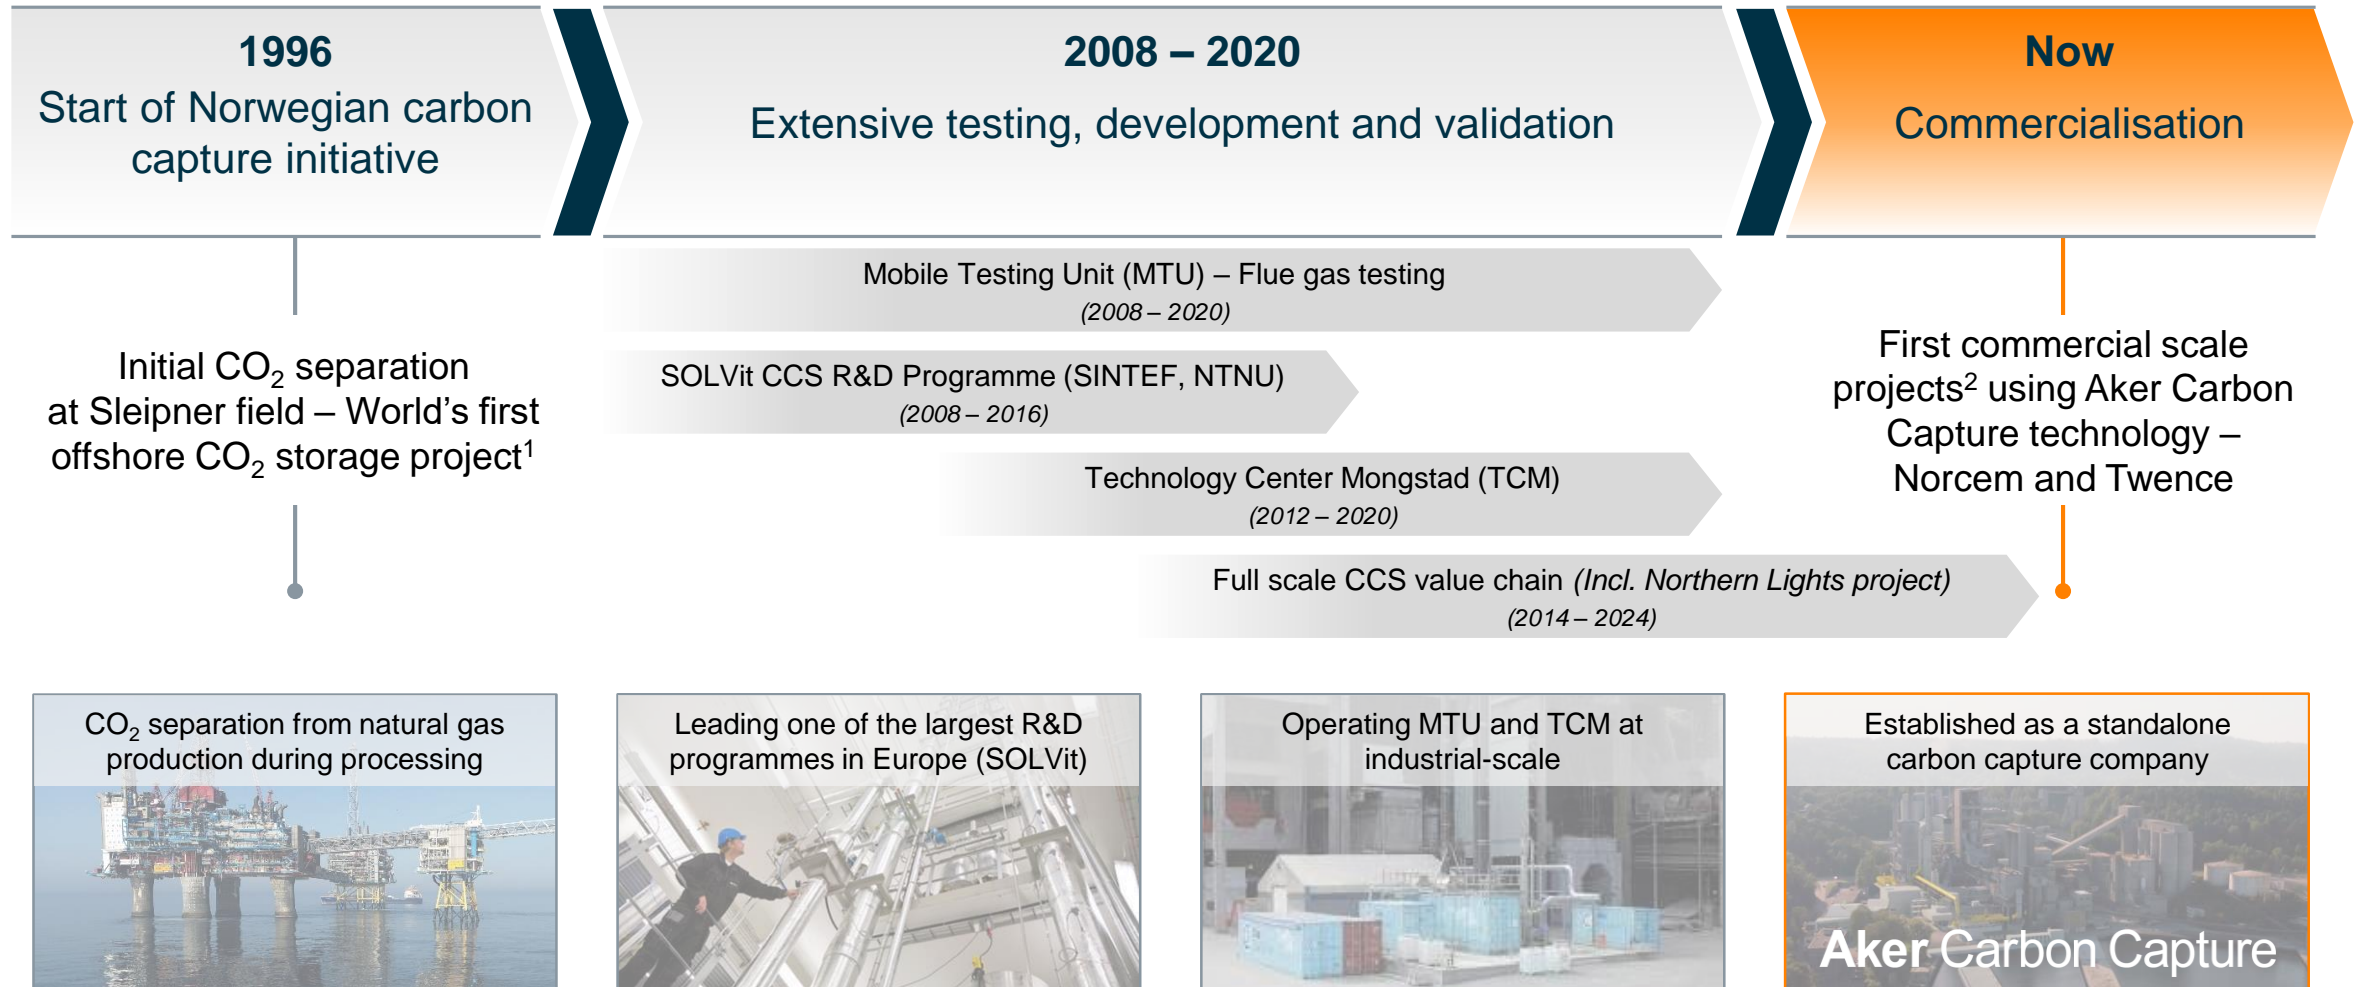 1996
Start of Norwegian carbon
capture initiative
2008 – 2020
Extensive testing, development and validation
Now
Commercialisation
Initial CO₂ separation
at Sleipner field – World's first
offshore CO₂ storage project¹
Mobile Testing Unit (MTU) – Flue gas testing
(2008 – 2020)
SOLVit CCS R&D Programme (SINTEF, NTNU)
(2008 – 2016)
Technology Center Mongstad (TCM)
(2012 – 2020)
Full scale CCS value chain (Incl. Northern Lights project)
(2014 – 2024)
First commercial scale
projects² using Aker Carbon
Capture technology –
Norcem and Twence
CO₂ separation from natural gas
production during processing
Leading one of the largest R&D
programmes in Europe (SOLVit)
Operating MTU and TCM at
industrial-scale
Established as a standalone
carbon capture company
Aker Carbon Capture